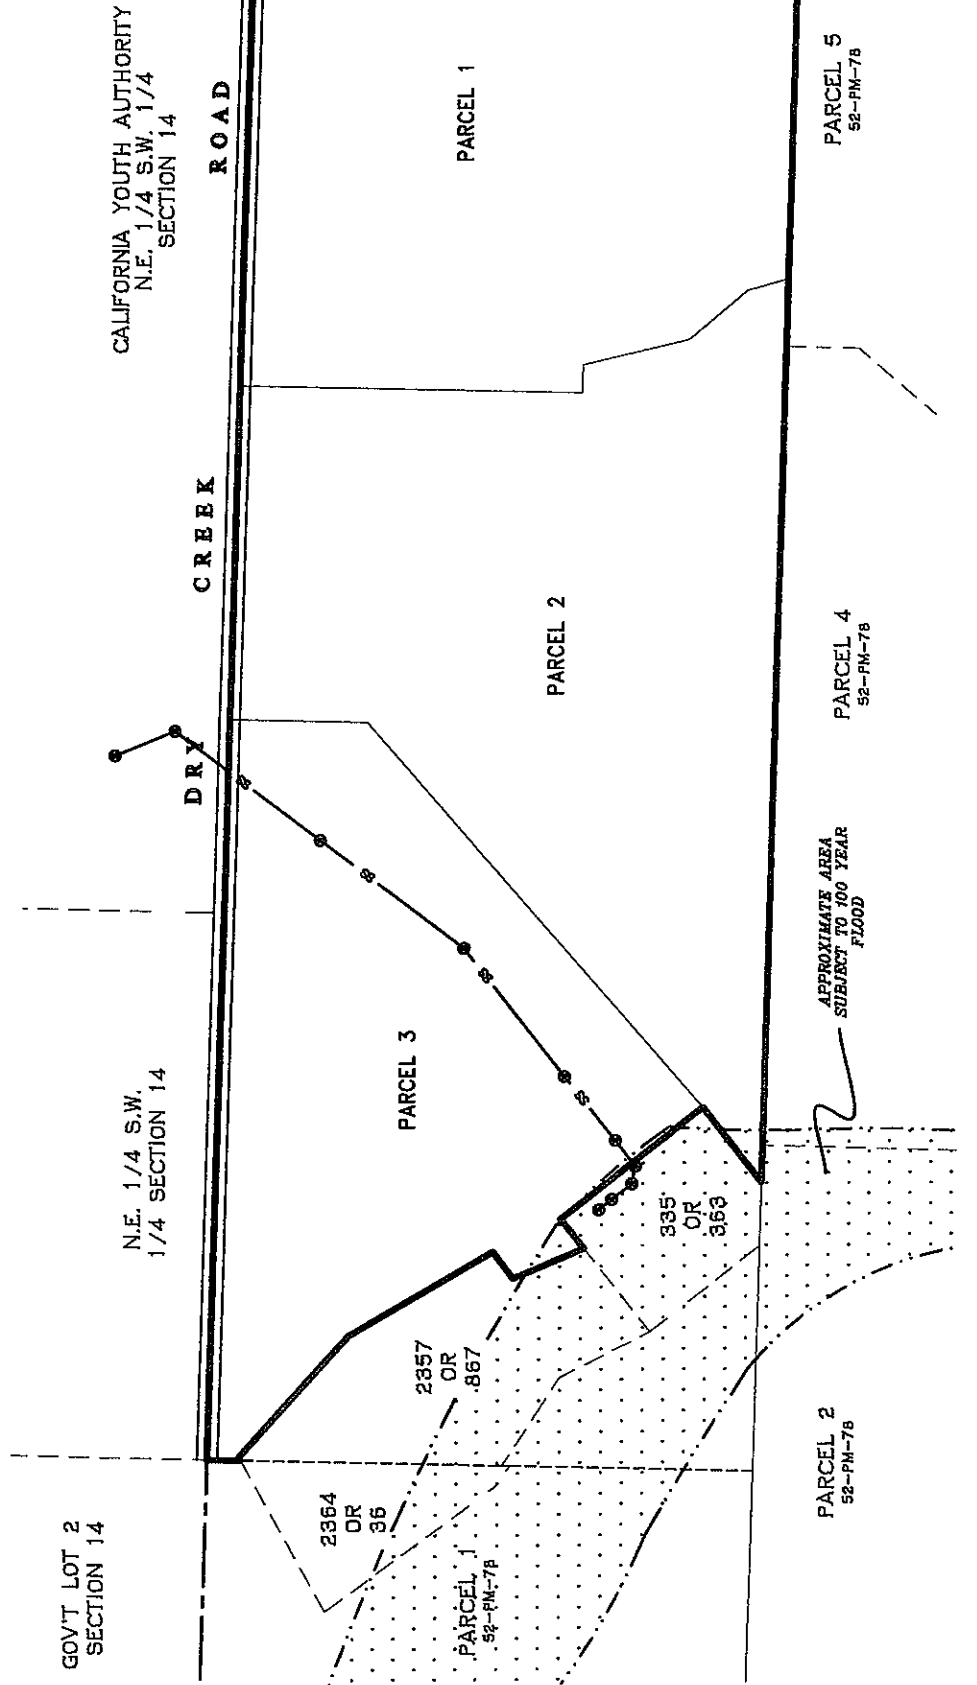 GOV'T LOT 2
SECTION 14
N.E. 1/4 S.W.
1/4 SECTION 14
CALIFORNIA YOUTH AUTHORITY
N.E. 1/4 S.W. 1/4
SECTION 14
DRY CREEK ROAD
PARCEL 3
PARCEL 2
PARCEL 1
2364
OR
36
2357
OR
867
335
OR
363
PARCEL 1
52-PM-78
PARCEL 2
52-PM-78
APPROXIMATE AREA
SUBJECT TO 100 YEAR
FLOOD
PARCEL 4
52-PM-78
PARCEL 5
52-PM-78